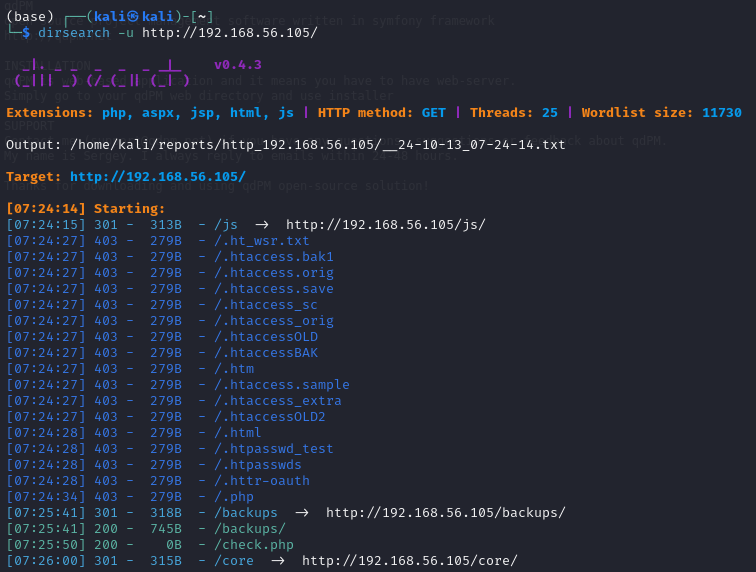 (base) ┌──(kali㉿kali)-[~]
└─$ dirsearch -u http://192.168.56.105/
v0.4.3
Extensions: php, aspx, jsp, html, js | HTTP method: GET | Threads: 25 | Wordlist size: 11730
Output: /home/kali/reports/http_192.168.56.105/__24-10-13_07-24-14.txt
Target: http://192.168.56.105/
[07:24:14] Starting:
[07:24:15] 301 -  313B  - /js  ->  http://192.168.56.105/js/
[07:24:27] 403 -  279B  - /.ht_wsr.txt
[07:24:27] 403 -  279B  - /.htaccess.bak1
[07:24:27] 403 -  279B  - /.htaccess.orig
[07:24:27] 403 -  279B  - /.htaccess.save
[07:24:27] 403 -  279B  - /.htaccess_sc
[07:24:27] 403 -  279B  - /.htaccess_orig
[07:24:27] 403 -  279B  - /.htaccessOLD
[07:24:27] 403 -  279B  - /.htaccessBAK
[07:24:27] 403 -  279B  - /.htm
[07:24:27] 403 -  279B  - /.htaccess.sample
[07:24:27] 403 -  279B  - /.htaccess_extra
[07:24:27] 403 -  279B  - /.htaccessOLD2
[07:24:28] 403 -  279B  - /.html
[07:24:28] 403 -  279B  - /.htpasswd_test
[07:24:28] 403 -  279B  - /.htpasswds
[07:24:28] 403 -  279B  - /.httr-oauth
[07:24:34] 403 -  279B  - /.php
[07:25:41] 301 -  318B  - /backups  ->  http://192.168.56.105/backups/
[07:25:41] 200 -  745B  - /backups/
[07:25:50] 200 -    0B  - /check.php
[07:26:00] 301 -  315B  - /core  ->  http://192.168.56.105/core/